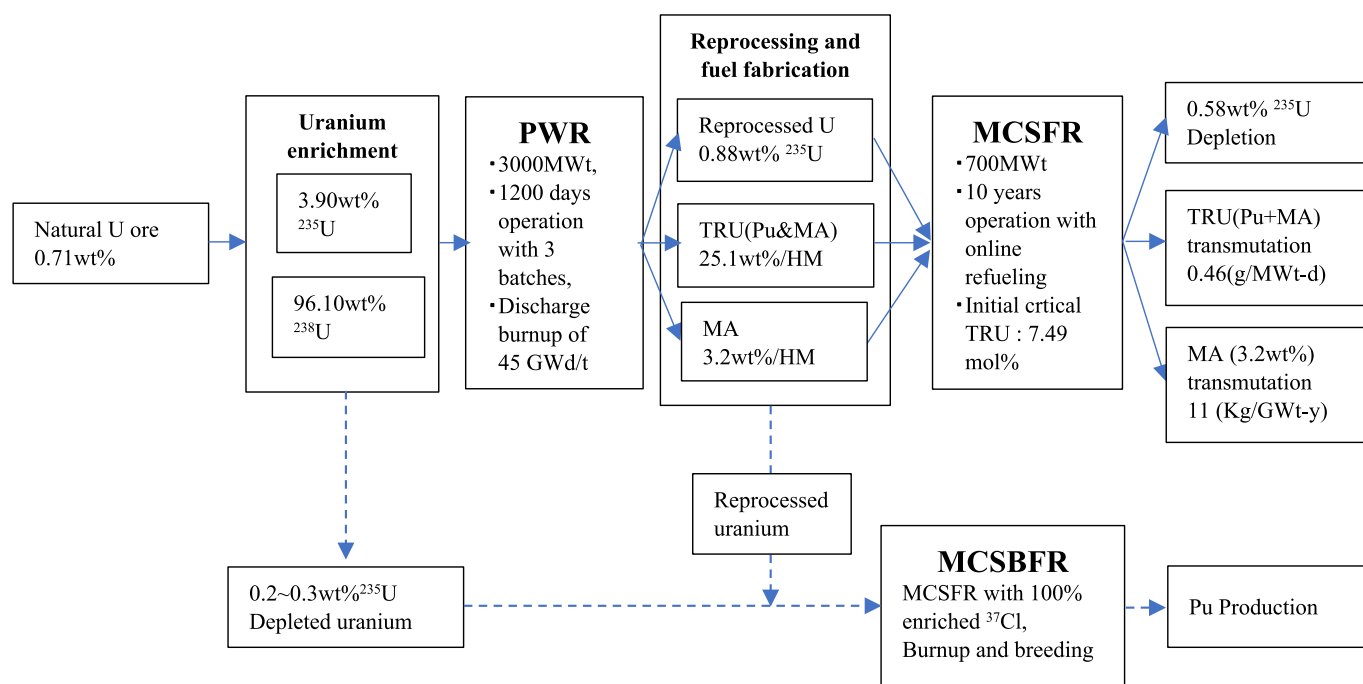 Natural U ore
0.71wt%
Uranium
enrichment
3.90wt%
²³⁵U
96.10wt%
²³⁸U
PWR
・3000MWt,
・1200 days
operation
with 3
batches,
・Discharge
burnup of
45 GWd/t
Reprocessing and
fuel fabrication
Reprocessed U
0.88wt% ²³⁵U
TRU(Pu&MA)
25.1wt%/HM
MA
3.2wt%/HM
MCSFR
・700MWt
・10 years
operation with
online
refueling
・Initial crtical
TRU : 7.49
mol%
0.58wt% ²³⁵U
Depletion
TRU(Pu+MA)
transmutation
0.46(g/MWt-d)
MA (3.2wt%)
transmutation
11 (Kg/GWt-y)
Reprocessed
uranium
0.2~0.3wt%²³⁵U
Depleted uranium
MCSBFR
MCSFR with 100%
enriched ³⁷Cl,
Burnup and breeding
Pu Production